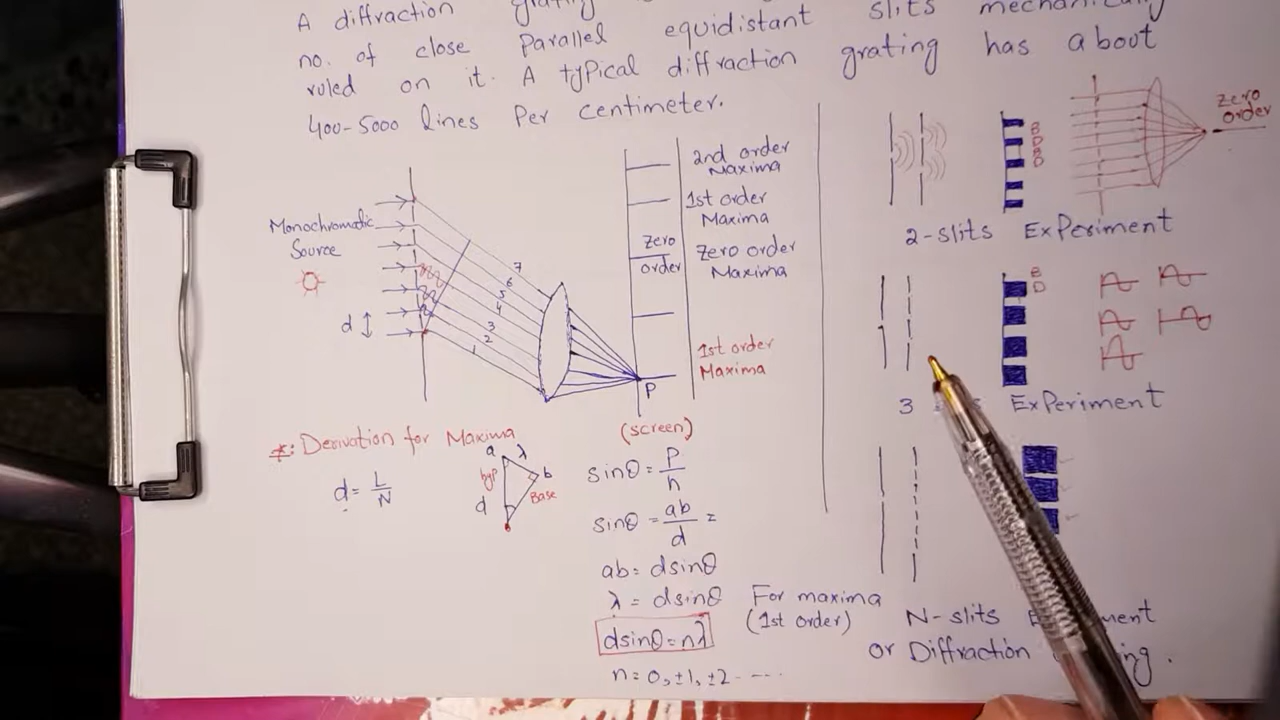 A diffraction grating
no. of close parallel equidistant slits mechanically
ruled on it. A typical diffraction grating has about
400-5000 lines Per centimeter.
Monochromatic
Source
d
7
6
5
4
3
2
1
P
(screen)
zero
order
2nd order
Maxima
1st order
Maxima
Zero order
Maxima
1st order
Maxima
*: Derivation for Maxima
d = L/N
a
λ
b
hyp
d
Base
sinθ = P/h
sinθ = ab/d =
ab = dsinθ
λ = dsinθ For maxima
(1st order)
dsinθ = nλ
n = 0, ±1, ±2 - ---
B
D
B
D
Zero
order
2-slits ExPeriment
B
D
3 ExPeriment
N-slits
or Diffraction